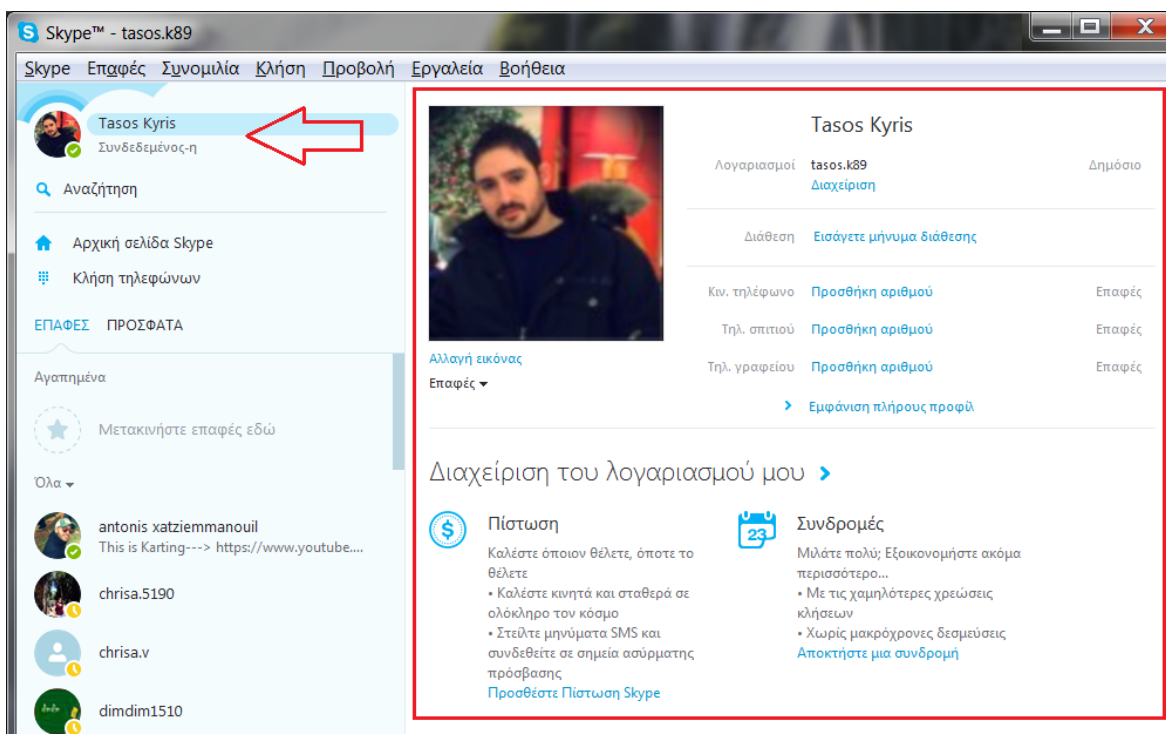 Skype™ - tasos.k89
Skype Επαφές Συνομιλία Κλήση Προβολή Εργαλεία Βοήθεια
Tasos Kyris
Συνδεδεμένος-η
Αναζήτηση
Αρχική σελίδα Skype
Κλήση τηλεφώνων
ΕΠΑΦΕΣ ΠΡΟΣΦΑΤΑ
Αγαπημένα
Μετακινήστε επαφές εδώ
Όλα
antonis xatziemmanouil
This is Karting---> https://www.youtube....
chrisa.5190
chrisa.v
dimdim1510
Αλλαγή εικόνας
Επαφές
Tasos Kyris
Λογαριασμοί tasos.k89 Δημόσιο
Διαχείριση
Διάθεση Εισάγετε μήνυμα διάθεσης
Κιν. τηλέφωνο Προσθήκη αριθμού Επαφές
Τηλ. σπιτιού Προσθήκη αριθμού Επαφές
Τηλ. γραφείου Προσθήκη αριθμού Επαφές
Εμφάνιση πλήρους προφίλ
Διαχείριση του λογαριασμού μου
Πίστωση
Καλέστε όποιον θέλετε, όποτε το
θέλετε
• Καλέστε κινητά και σταθερά σε
ολόκληρο τον κόσμο
• Στείλτε μηνύματα SMS και
συνδεθείτε σε σημεία ασύρματης
πρόσβασης
Προσθέστε Πίστωση Skype
23
Συνδρομές
Μιλάτε πολύ; Εξοικονομήστε ακόμα
περισσότερο...
• Με τις χαμηλότερες χρεώσεις
κλήσεων
• Χωρίς μακρόχρονες δεσμεύσεις
Αποκτήστε μια συνδρομή